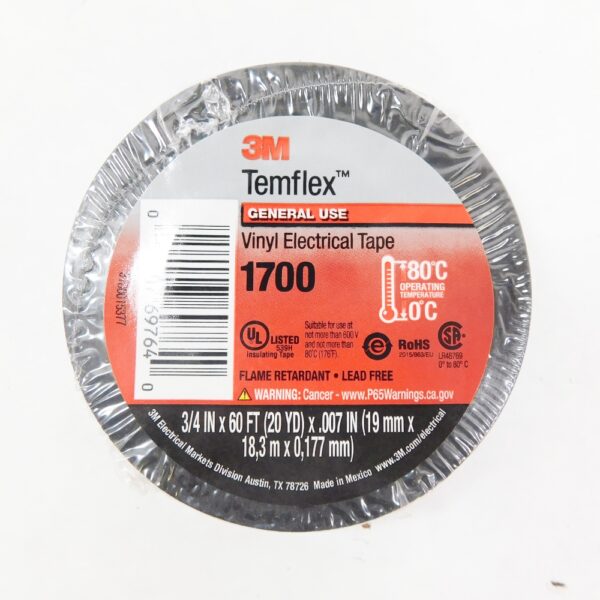 3M
Temflex™
GENERAL USE
Vinyl Electrical Tape
1700
80°C
OPERATING
TEMPERATURE
0°C
UL LISTED
539H
Insulating Tape
Suitable for use at
not more than 600 V
and not more than
80°C (176°F).
RoHS
2015/863/EU
LR48769
0° to 80° C
FLAME RETARDANT • LEAD FREE
WARNING: Cancer - www.P65Warnings.ca.gov
3/4 IN x 60 FT (20 YD) x .007 IN (19 mm x
18,3 m x 0,177 mm)
3M Electrical Markets Division Austin, TX 78726 Made in Mexico www.3M.com/electrical